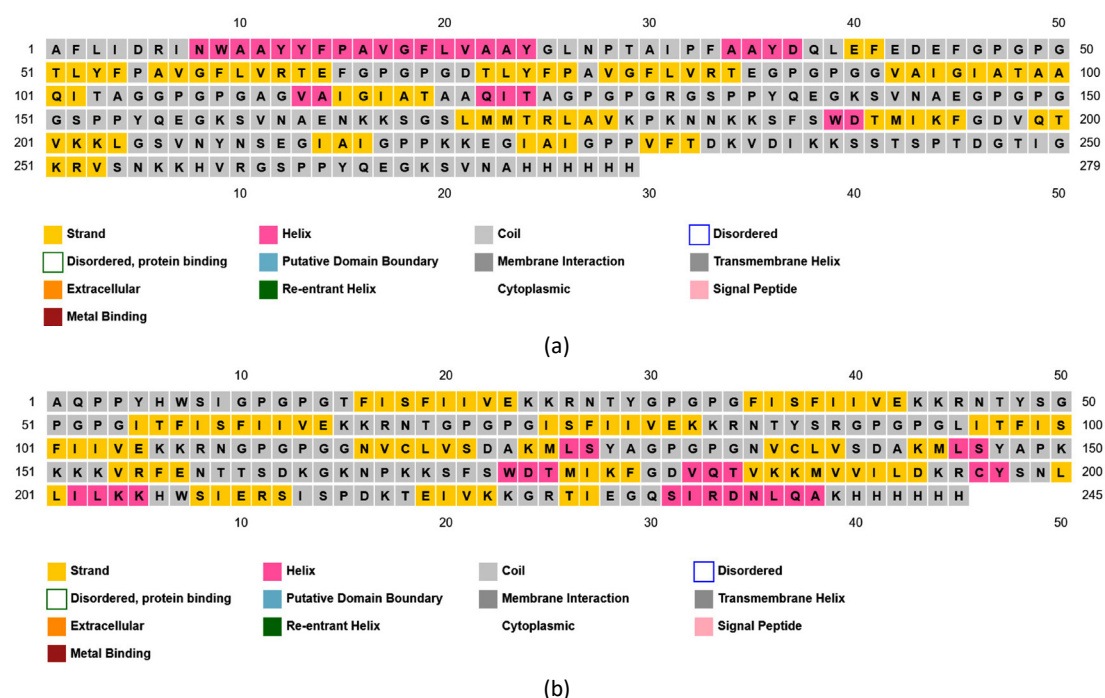 10 20 30 40 50
1 A F L I D R I N W A A Y Y F P A V G F L V A A Y G L N P T A I P F A A Y D Q L E F E D E F G P G P G 50
51 T L Y F P A V G F L V R T E F G P G P G D T L Y F P A V G F L V R T E G P G P G G V A I G I A T A A 100
101 Q I T A G G P G P G A G V A I G I A T A A Q I T A G P G P G R G S P P Y Q E G K S V N A E G P G P G 150
151 G S P P Y Q E G K S V N A E N K K S G S L M M T R L A V K P K N N K K S F S W D T M I K F G D V Q T 200
201 V K K L G S V N Y N S E G I A I G P P K K E G I A I G P P V F T D K V D I K K S S T S P T D G T I G 250
251 K R V S N K K H V R G S P P Y Q E G K S V N A H H H H H H 279
10 20 30 40 50
Strand Helix Coil Disordered
Disordered, protein binding Putative Domain Boundary Membrane Interaction Transmembrane Helix
Extracellular Re-entrant Helix Cytoplasmic Signal Peptide
Metal Binding
(a)
10 20 30 40 50
1 A Q P P Y H W S I G P G P G T F I S F I I V E K K R N T Y G P G P G F I S F I I V E K K R N T Y S G 50
51 P G P G I T F I S F I I V E K K R N T G P G P G I S F I I V E K K R N T Y S R G P G P G L I T F I S 100
101 F I I V E K K R N G P G P G G N V C L V S D A K M L S Y A G P G P G N V C L V S D A K M L S Y A P K 150
151 K K K V R F E N T T S D K G K N P K K S F S W D T M I K F G D V Q T V K K M V V I L D K R C Y S N L 200
201 L I L K K H W S I E R S I S P D K T E I V K K G R T I E G Q S I R D N L Q A K H H H H H H 245
10 20 30 40 50
Strand Helix Coil Disordered
Disordered, protein binding Putative Domain Boundary Membrane Interaction Transmembrane Helix
Extracellular Re-entrant Helix Cytoplasmic Signal Peptide
Metal Binding
(b)